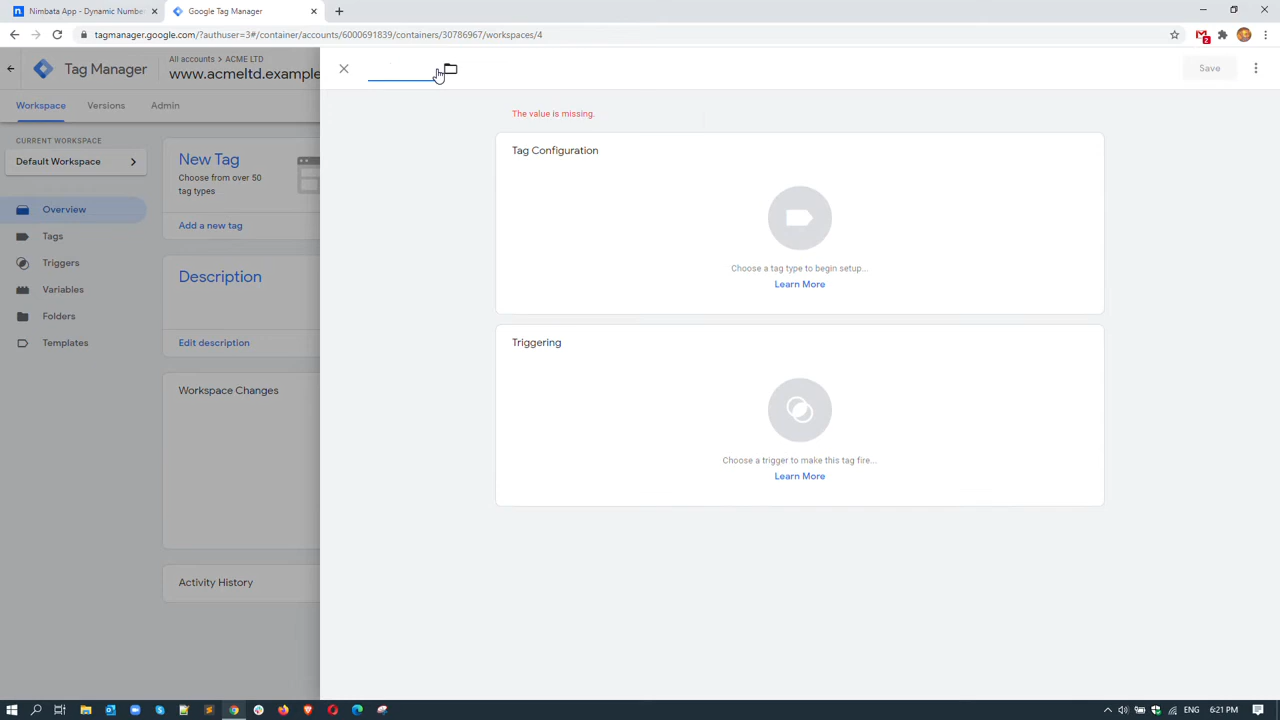 Nimbata App - Dynamic Numbe
Google Tag Manager
tagmanager.google.com/?authuser=3#/container/accounts/6000691839/containers/30786967/workspaces/4
2
Tag Manager
All accounts > ACME LTD
www.acmeltd.example
Save
Workspace
Versions
Admin
The value is missing.
CURRENT WORKSPACE
Default Workspace
New Tag
Choose from over 50
tag types
Add a new tag
Overview
Tags
Triggers
Variables
Folders
Templates
Description
Edit description
Workspace Changes
Activity History
Tag Configuration
Choose a tag type to begin setup...
Learn More
Triggering
Choose a trigger to make this tag fire...
Learn More
ENG
6:21 PM